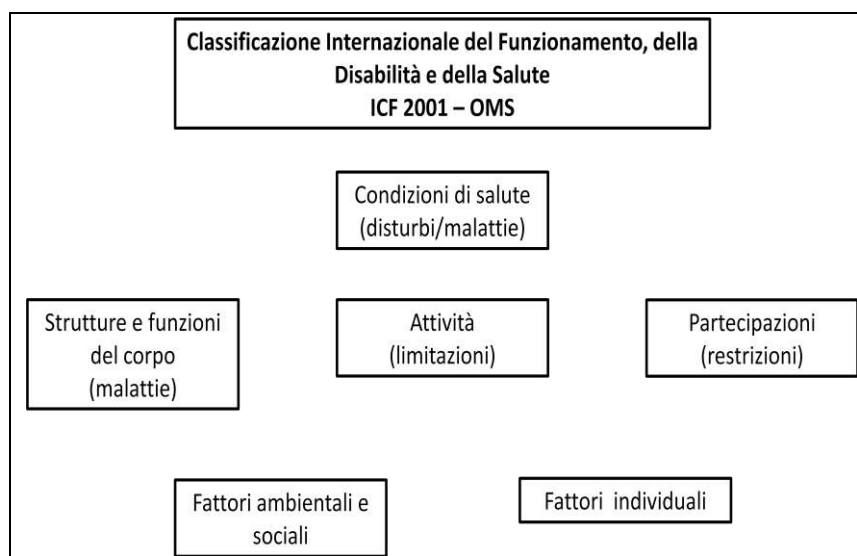 Classificazione Internazionale del Funzionamento, della
Disabilità e della Salute
ICF 2001 – OMS
Condizioni di salute
(disturbi/malattie)
Strutture e funzioni
del corpo
(malattie)
Attività
(limitazioni)
Partecipazioni
(restrizioni)
Fattori ambientali e
sociali
Fattori individuali